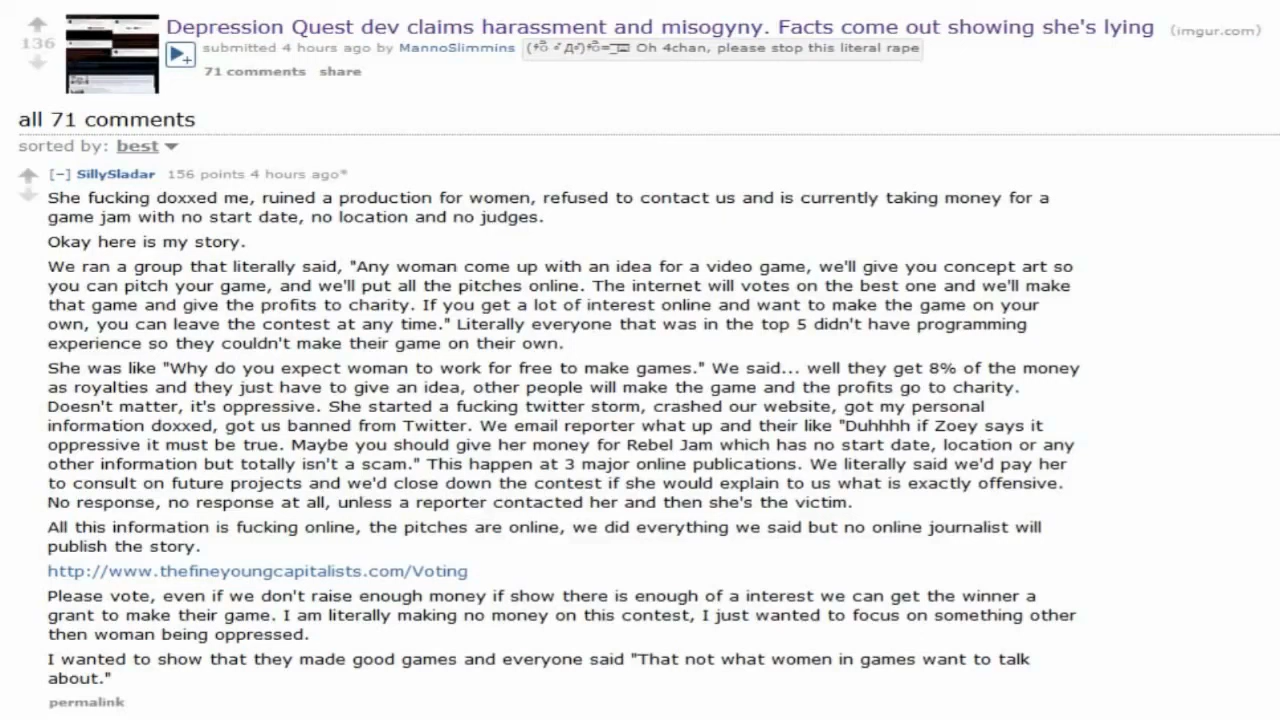 136
Depression Quest dev claims harassment and misogyny. Facts come out showing she's lying (imgur.com)
submitted 4 hours ago by MannoSlimmins Oh 4chan, please stop this literal rape
71 comments share
all 71 comments
sorted by: best
[–] SillySladar 156 points 4 hours ago*
She fucking doxxed me, ruined a production for women, refused to contact us and is currently taking money for a
game jam with no start date, no location and no judges.
Okay here is my story.
We ran a group that literally said, "Any woman come up with an idea for a video game, we'll give you concept art so
you can pitch your game, and we'll put all the pitches online. The internet will votes on the best one and we'll make
that game and give the profits to charity. If you get a lot of interest online and want to make the game on your
own, you can leave the contest at any time." Literally everyone that was in the top 5 didn't have programming
experience so they couldn't make their game on their own.
She was like "Why do you expect woman to work for free to make games." We said... well they get 8% of the money
as royalties and they just have to give an idea, other people will make the game and the profits go to charity.
Doesn't matter, it's oppressive. She started a fucking twitter storm, crashed our website, got my personal
information doxxed, got us banned from Twitter. We email reporter what up and their like "Duhhhh if Zoey says it
oppressive it must be true. Maybe you should give her money for Rebel Jam which has no start date, location or any
other information but totally isn't a scam." This happen at 3 major online publications. We literally said we'd pay her
to consult on future projects and we'd close down the contest if she would explain to us what is exactly offensive.
No response, no response at all, unless a reporter contacted her and then she's the victim.
All this information is fucking online, the pitches are online, we did everything we said but no online journalist will
publish the story.
http://www.thefineyoungcapitalists.com/Voting
Please vote, even if we don't raise enough money if show there is enough of a interest we can get the winner a
grant to make their game. I am literally making no money on this contest, I just wanted to focus on something other
then woman being oppressed.
I wanted to show that they made good games and everyone said "That not what women in games want to talk
about."
permalink